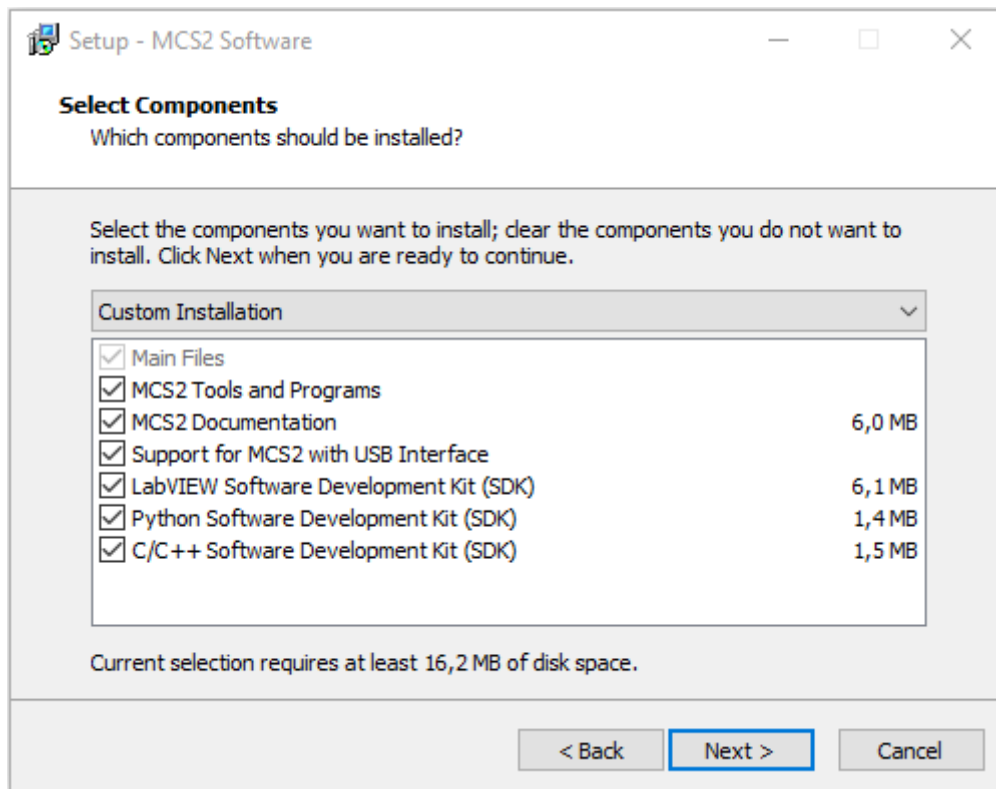 Setup - MCS2 Software
Select Components
Which components should be installed?
Select the components you want to install; clear the components you do not want to
install. Click Next when you are ready to continue.
Custom Installation
Main Files
MCS2 Tools and Programs
MCS2 Documentation 6,0 MB
Support for MCS2 with USB Interface
LabVIEW Software Development Kit (SDK) 6,1 MB
Python Software Development Kit (SDK) 1,4 MB
C/C++ Software Development Kit (SDK) 1,5 MB
Current selection requires at least 16,2 MB of disk space.
< Back Next > Cancel